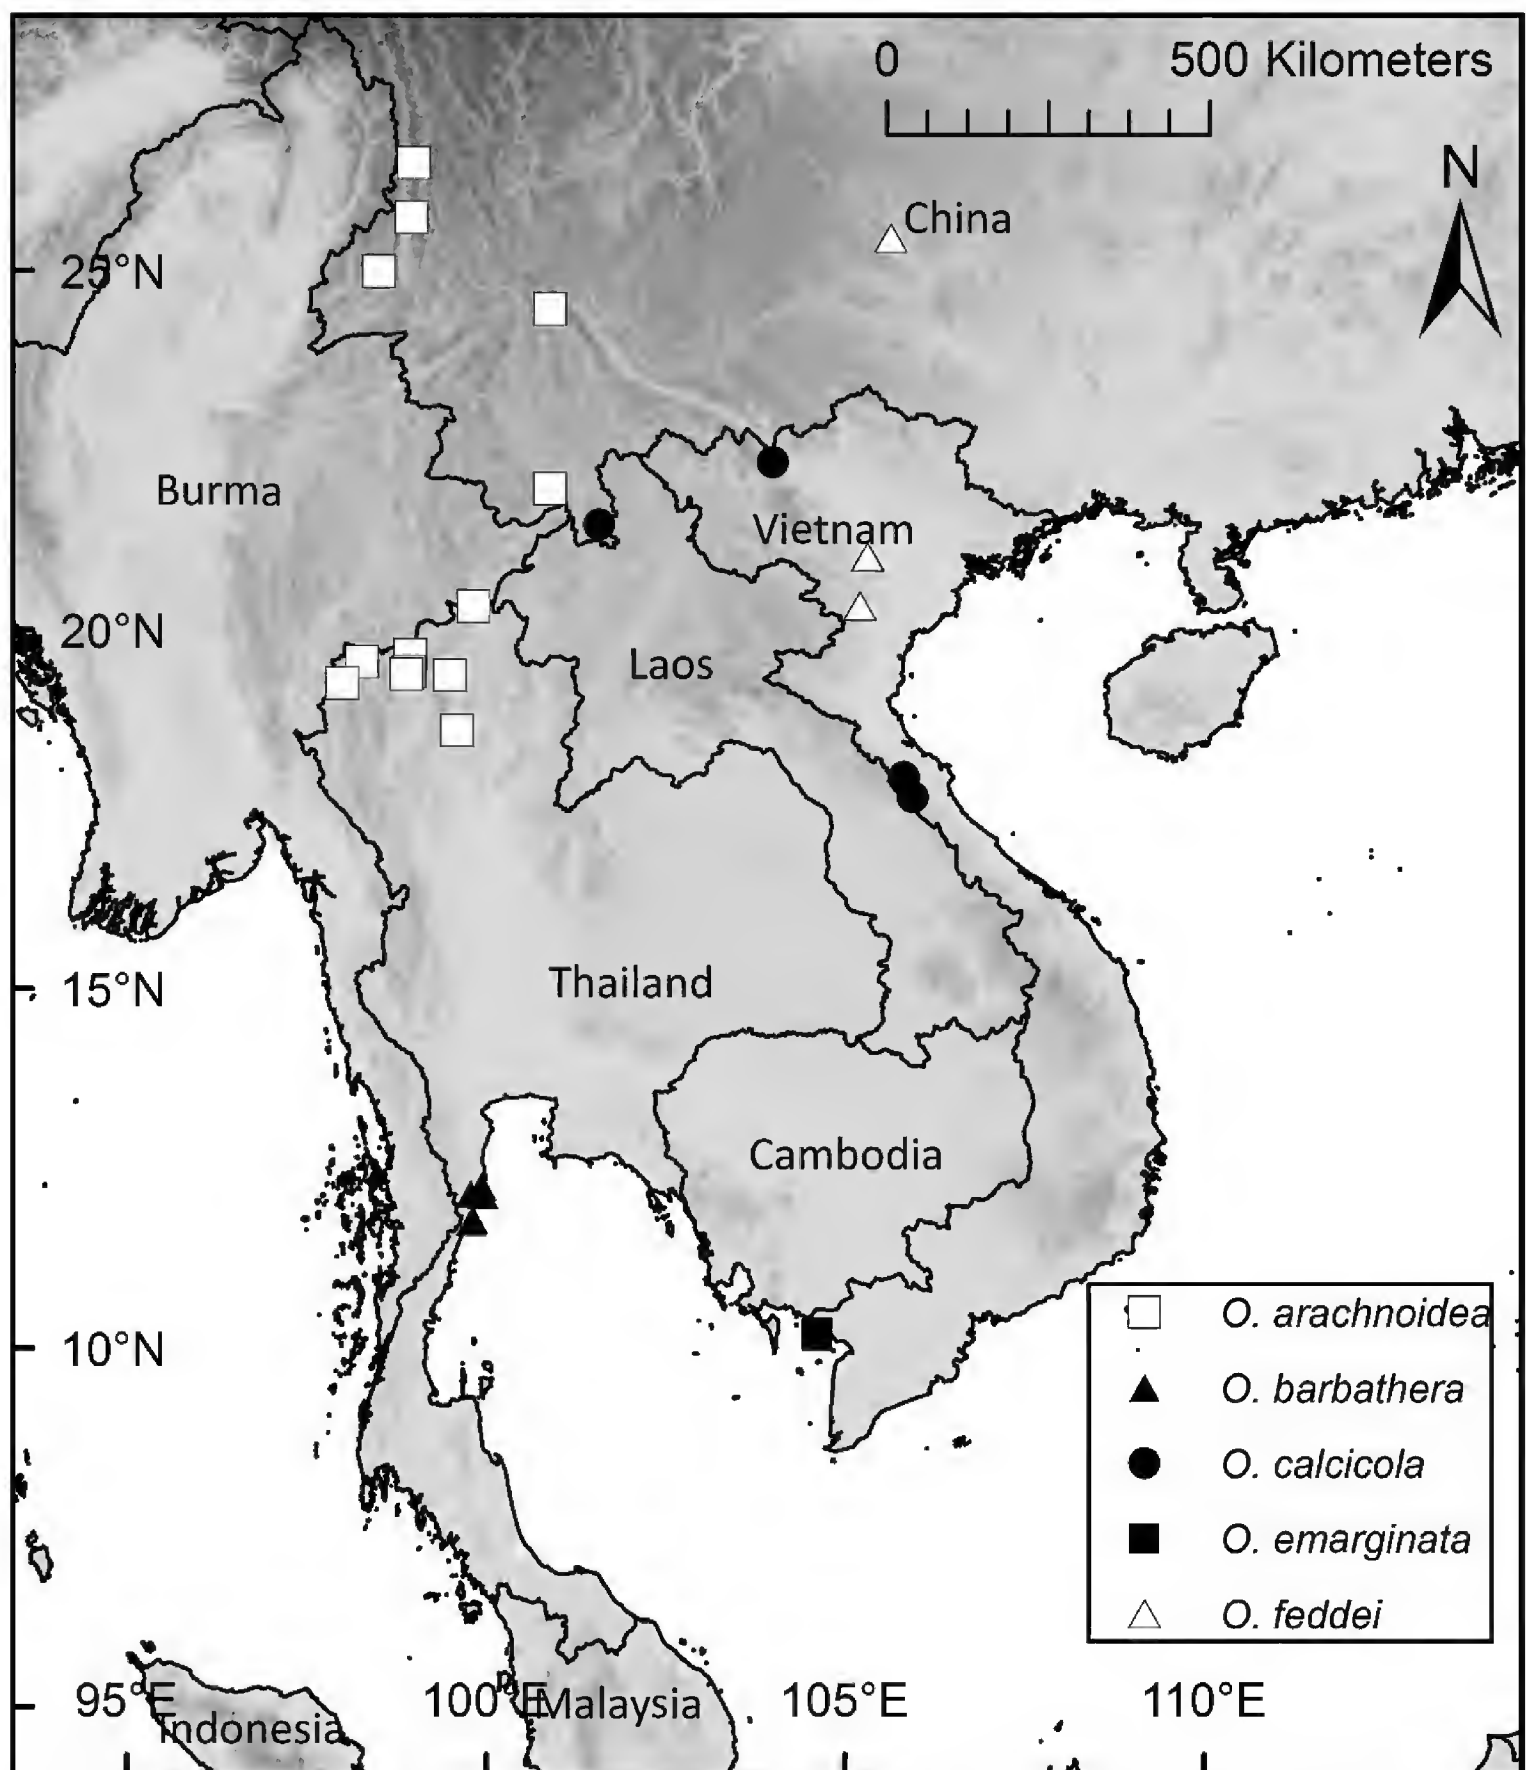 0 500 Kilometers
N
China
25°N
Burma
Vietnam
20°N
Laos
15°N
Thailand
Cambodia
10°N
O. arachnoidea
O. barbathera
O. calcicola
O. emarginata
O. feddei
95°E 100°E 105°E 110°E
Indonesia Malaysia